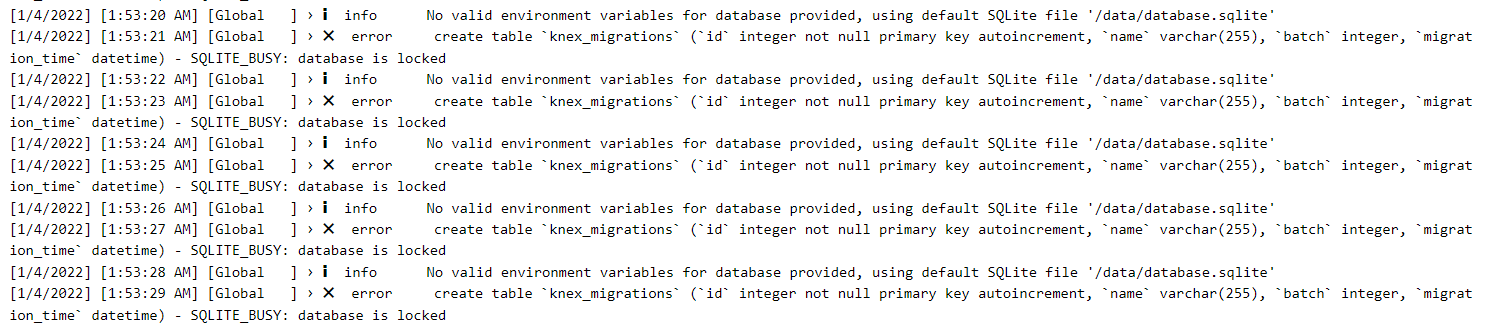 [1/4/2022] [1:53:20 AM] [Global   ] › ℹ  info      No valid environment variables for database provided, using default SQLite file '/data/database.sqlite'
[1/4/2022] [1:53:21 AM] [Global   ] › ✖  error     create table `knex_migrations` (`id` integer not null primary key autoincrement, `name` varchar(255), `batch` integer, `migrat
ion_time` datetime) - SQLITE_BUSY: database is locked
[1/4/2022] [1:53:22 AM] [Global   ] › ℹ  info      No valid environment variables for database provided, using default SQLite file '/data/database.sqlite'
[1/4/2022] [1:53:23 AM] [Global   ] › ✖  error     create table `knex_migrations` (`id` integer not null primary key autoincrement, `name` varchar(255), `batch` integer, `migrat
ion_time` datetime) - SQLITE_BUSY: database is locked
[1/4/2022] [1:53:24 AM] [Global   ] › ℹ  info      No valid environment variables for database provided, using default SQLite file '/data/database.sqlite'
[1/4/2022] [1:53:25 AM] [Global   ] › ✖  error     create table `knex_migrations` (`id` integer not null primary key autoincrement, `name` varchar(255), `batch` integer, `migrat
ion_time` datetime) - SQLITE_BUSY: database is locked
[1/4/2022] [1:53:26 AM] [Global   ] › ℹ  info      No valid environment variables for database provided, using default SQLite file '/data/database.sqlite'
[1/4/2022] [1:53:27 AM] [Global   ] › ✖  error     create table `knex_migrations` (`id` integer not null primary key autoincrement, `name` varchar(255), `batch` integer, `migrat
ion_time` datetime) - SQLITE_BUSY: database is locked
[1/4/2022] [1:53:28 AM] [Global   ] › ℹ  info      No valid environment variables for database provided, using default SQLite file '/data/database.sqlite'
[1/4/2022] [1:53:29 AM] [Global   ] › ✖  error     create table `knex_migrations` (`id` integer not null primary key autoincrement, `name` varchar(255), `batch` integer, `migrat
ion_time` datetime) - SQLITE_BUSY: database is locked